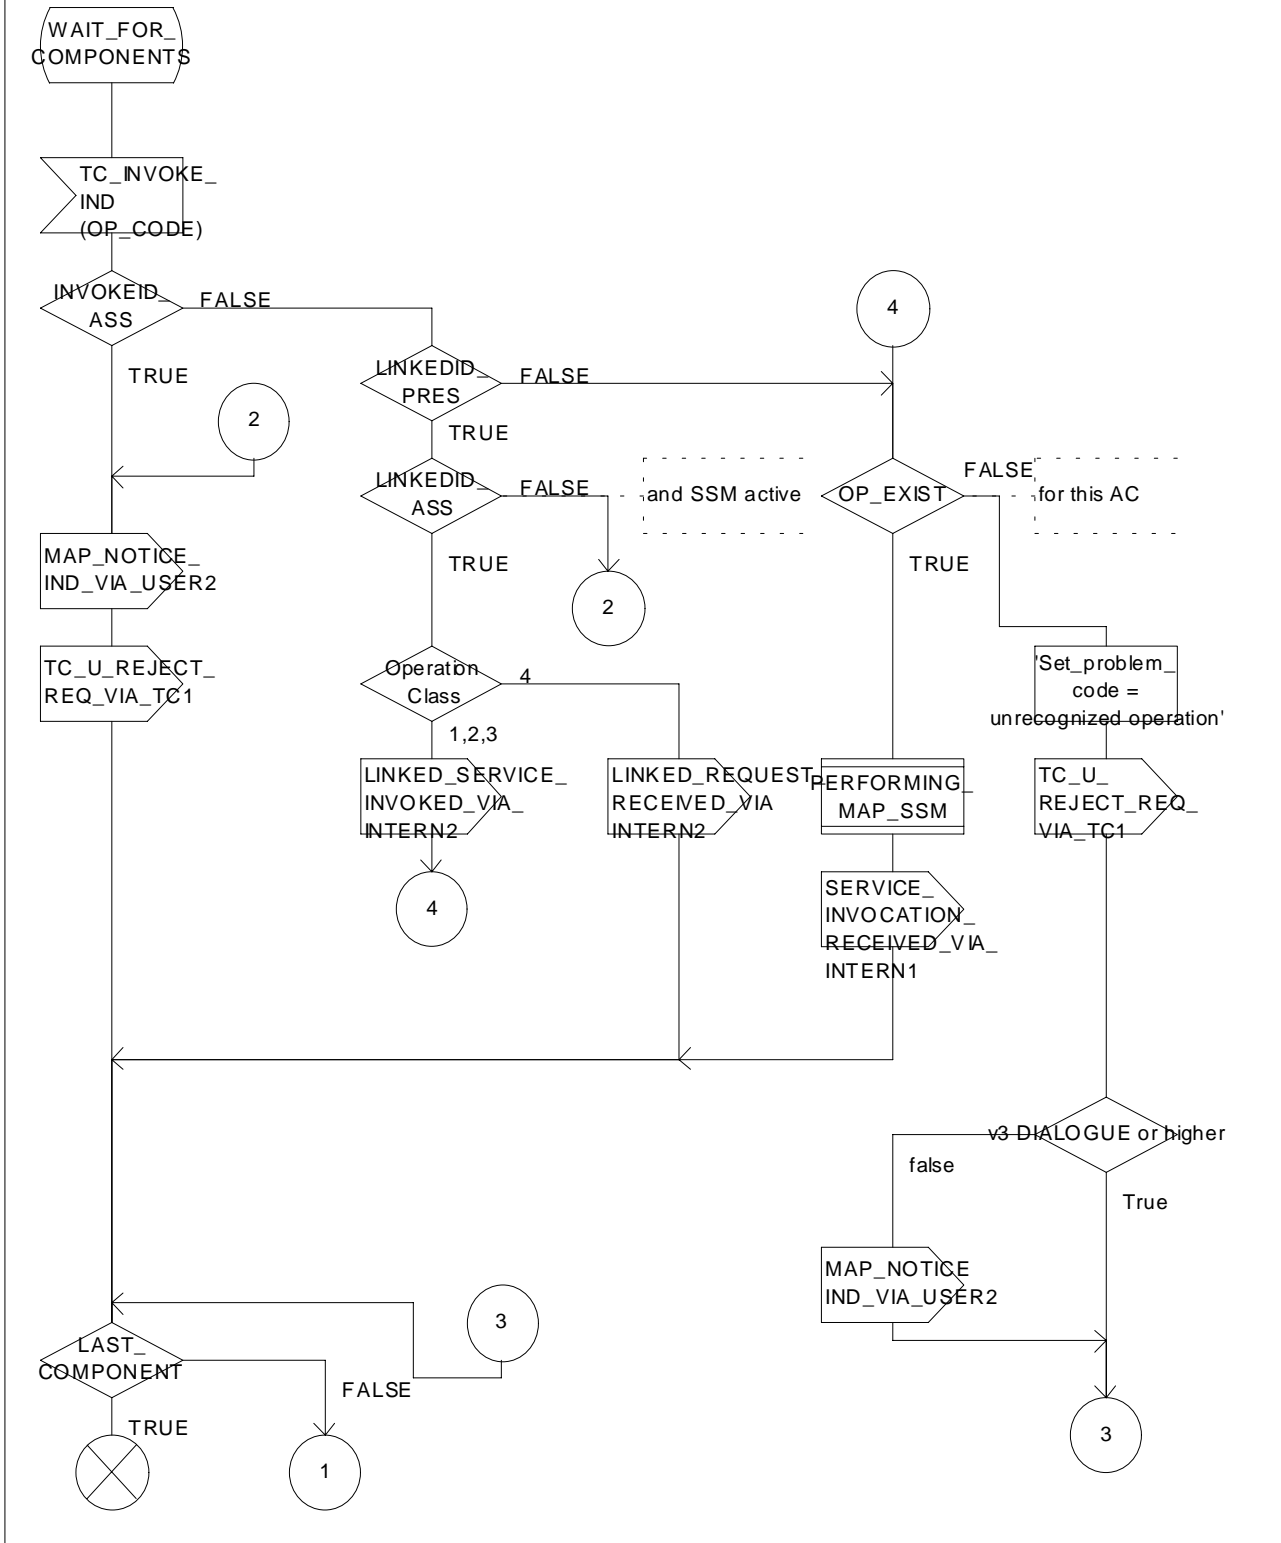 WAIT_FOR_
COMPONENTS
TC_INVOKE_
IND
(OP_CODE)
INVOKEID_
ASS
FALSE
TRUE
2
LINKEDID_
PRES
FALSE
TRUE
4
LINKEDID_
ASS
FALSE
and SSM active
TRUE
2
OP_EXIST
FALSE
for this AC
TRUE
MAP_NOTICE_
IND_VIA_USER2
TC_U_REJECT_
REQ_VIA_TC1
Operation
Class
4
1,2,3
'Set_problem_
code =
unrecognized operation'
LINKED_SERVICE_
INVOKED_VIA_
INTERN2
LINKED_REQUEST_
RECEIVED_VIA
INTERN2
PERFORMING_
MAP_SSM
TC_U_
REJECT_REQ_
VIA_TC1
4
SERVICE_
INVOCATION_
RECEIVED_VIA_
INTERN1
v3 DIALOGUE or higher
false
True
MAP_NOTICE
IND_VIA_USER2
3
LAST_
COMPONENT
FALSE
TRUE
1
3